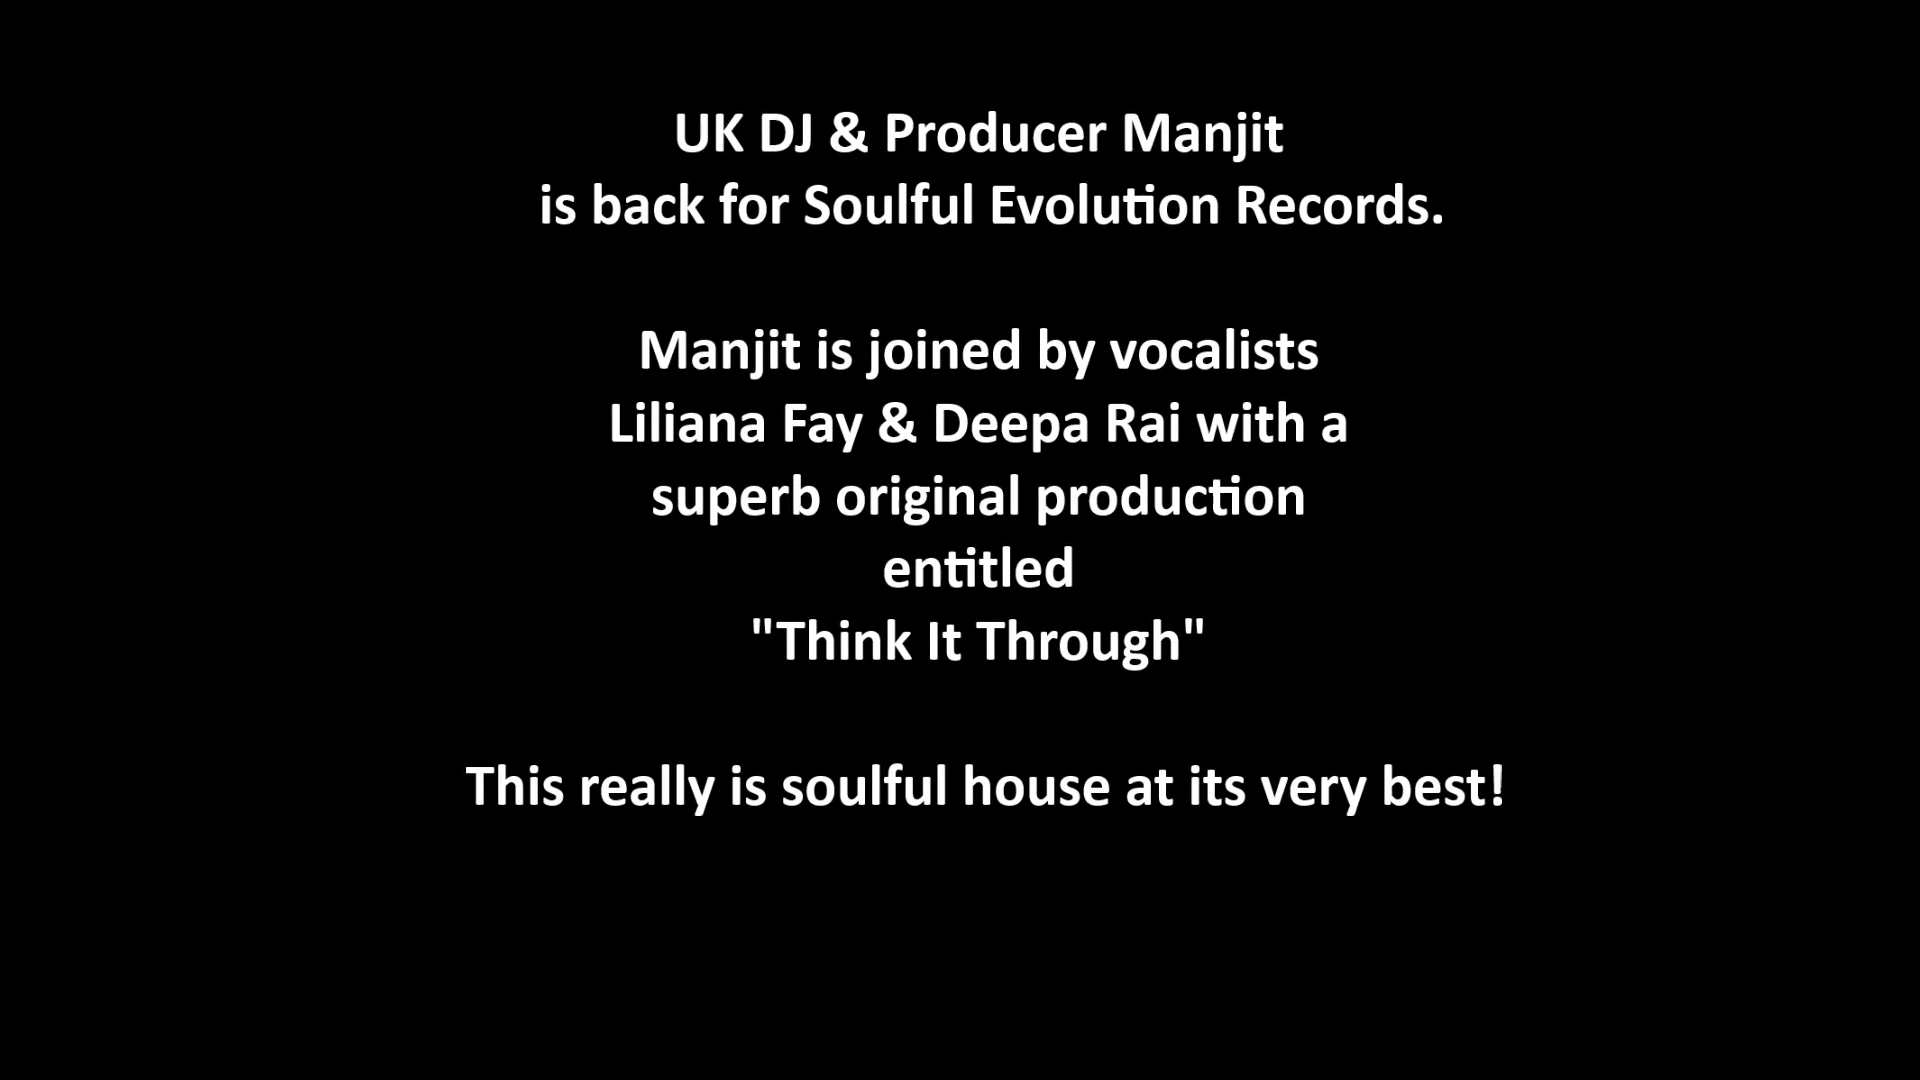 UK DJ & Producer Manjit
is back for Soulful Evolution Records.
Manjit is joined by vocalists
Liliana Fay & Deepa Rai with a
superb original production
entitled
"Think It Through"
This really is soulful house at its very best!